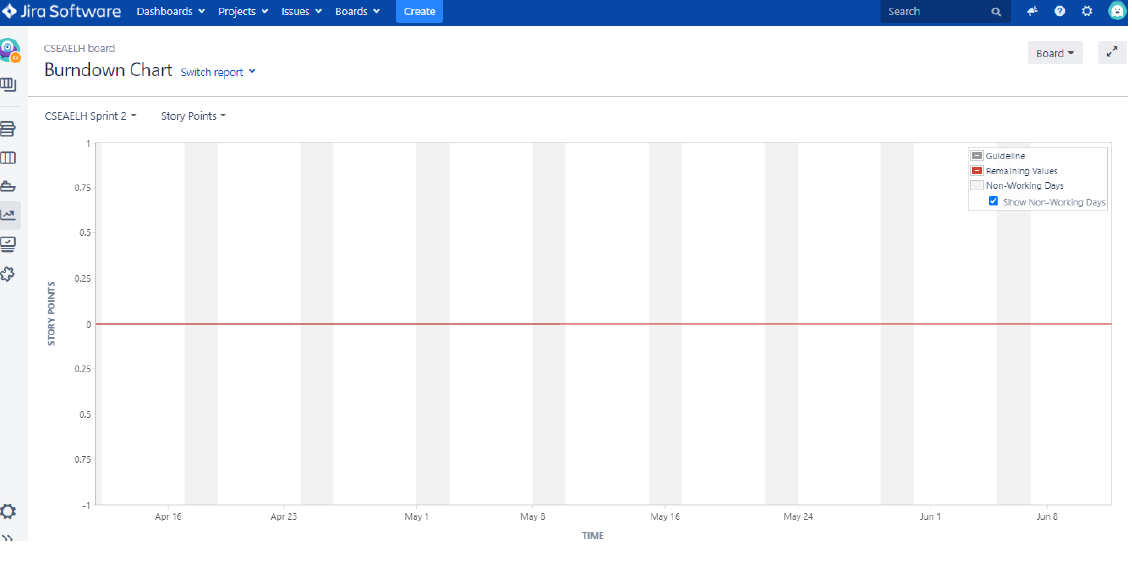 Jira Software Dashboards Projects Issues Boards Create Search
CSEAELH board
Burndown Chart Switch report
Board
CSEAELH Sprint 2 Story Points
1
0.75
0.5
0.25
0
0.25
0.5
0.75
-1
STORY POINTS
Guideline
Remaining Values
Non-Working Days
Show Non-Working Days
Apr 16 Apr 23 May 1 May 8 May 16 May 24 Jun 1 Jun 8
TIME